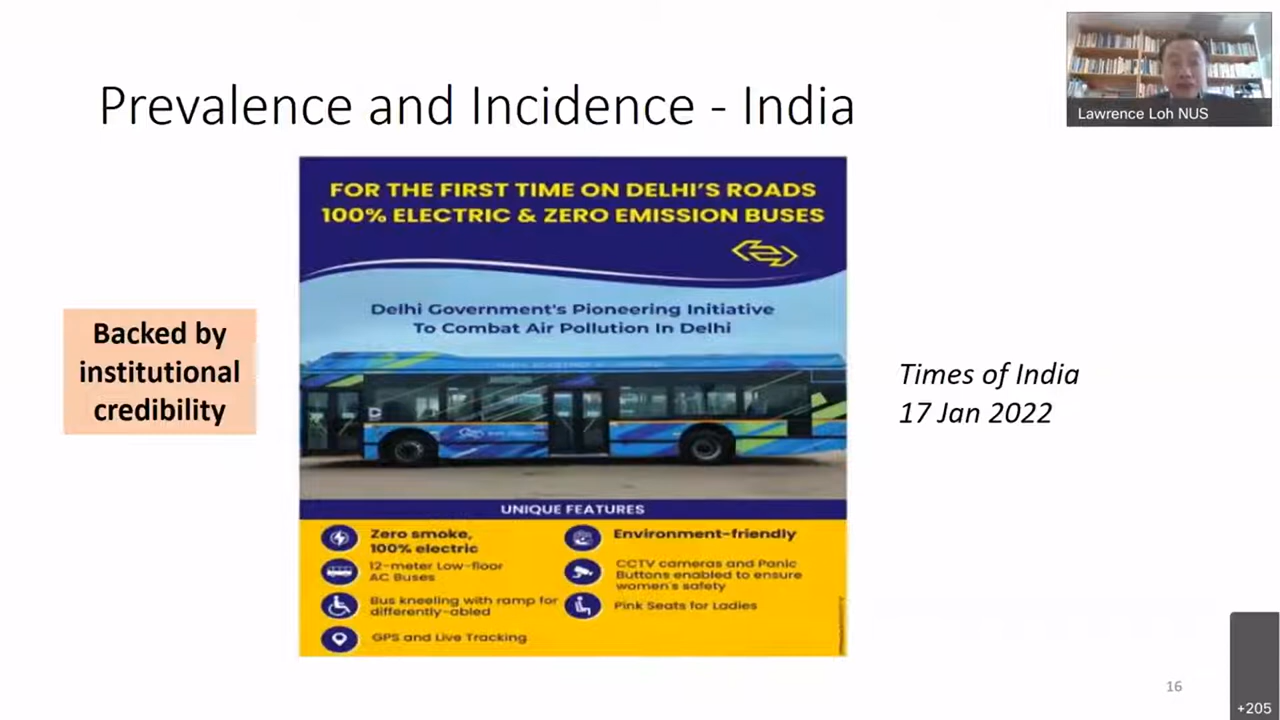 Lawrence Loh NUS
Prevalence and Incidence - India
FOR THE FIRST TIME ON DELHI'S ROADS
100% ELECTRIC & ZERO EMISSION BUSES
Delhi Government's Pioneering Initiative
To Combat Air Pollution In Delhi
Backed by
institutional
credibility
Times of India
17 Jan 2022
UNIQUE FEATURES
Zero smoke,
100% electric
12-meter Low-floor
AC Buses
Bus kneeling with ramp for
differently-abled
GPS and Live Tracking
Environment-friendly
CCTV cameras and Panic
Buttons enabled to ensure
women's safety
Pink Seats for Ladies
16
+205